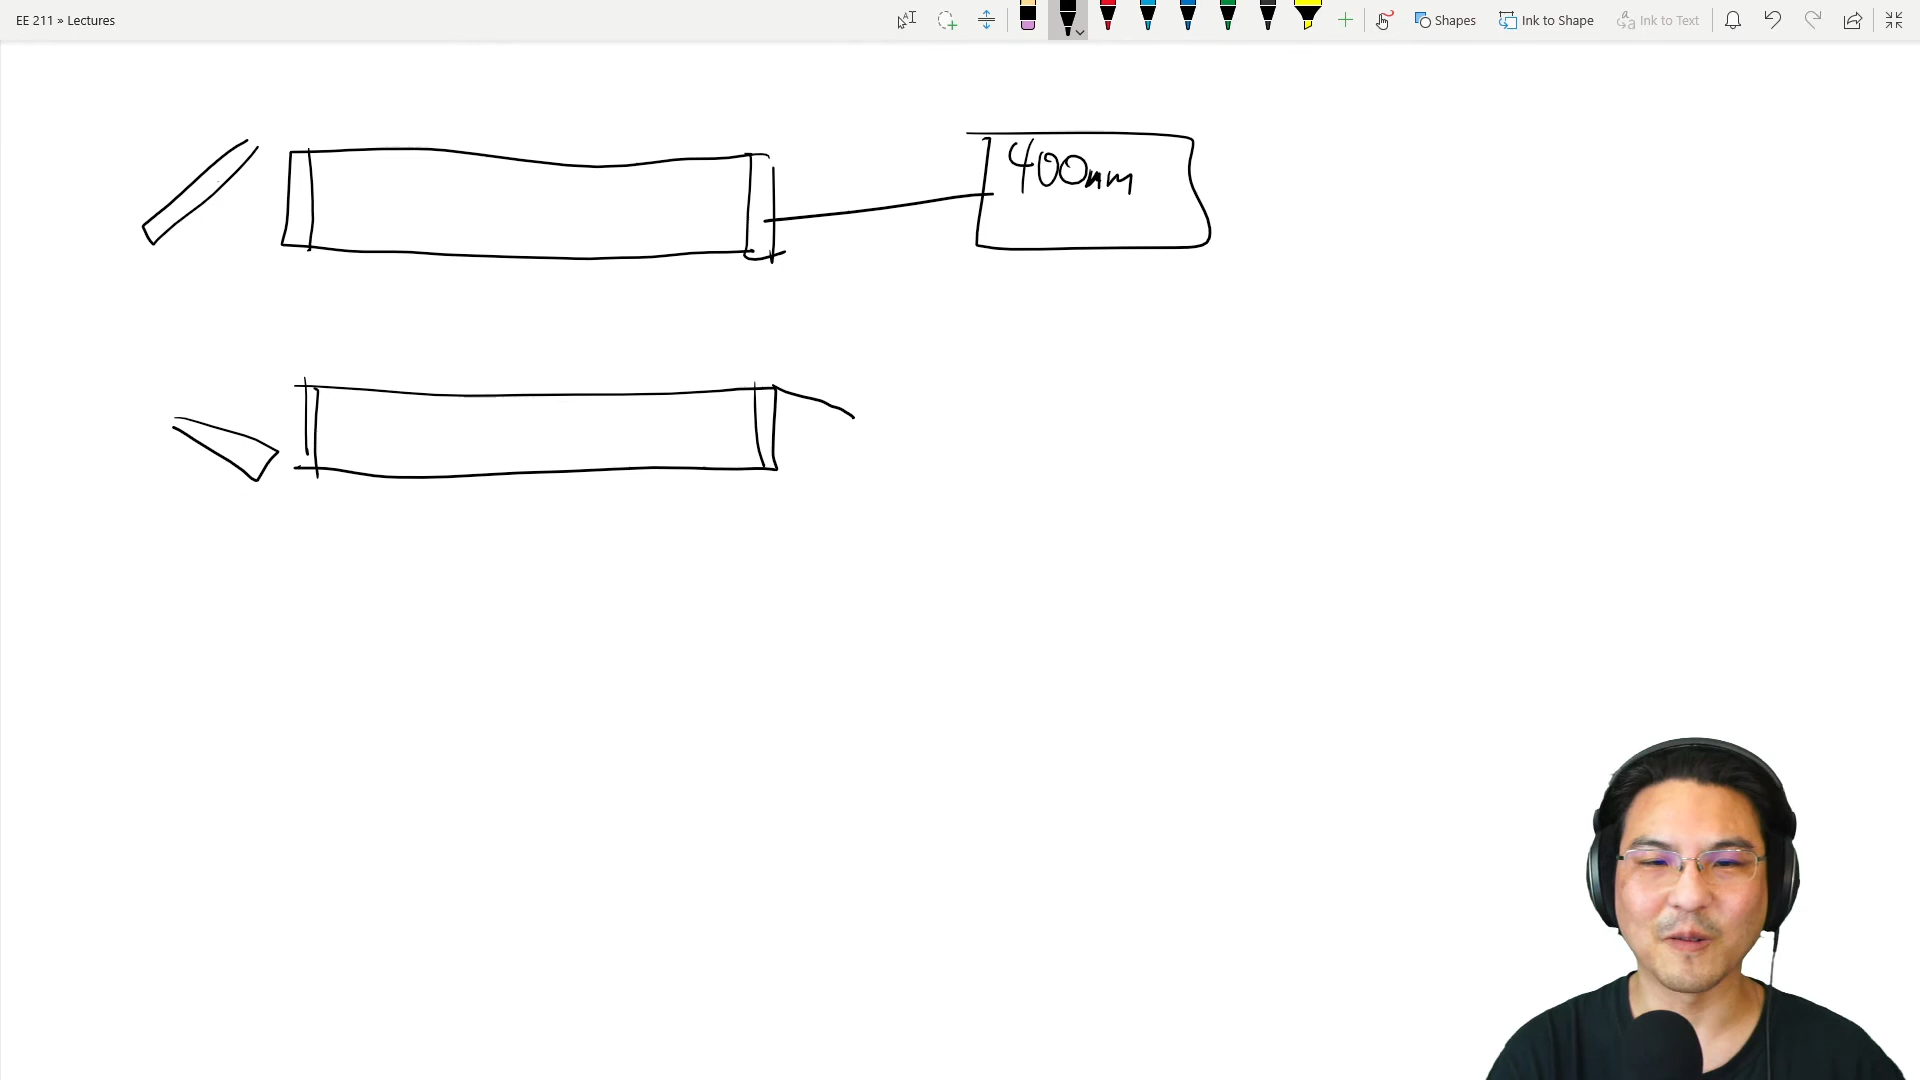 EE 211 » Lectures
Shapes
Ink to Shape
Ink to Text
400nm